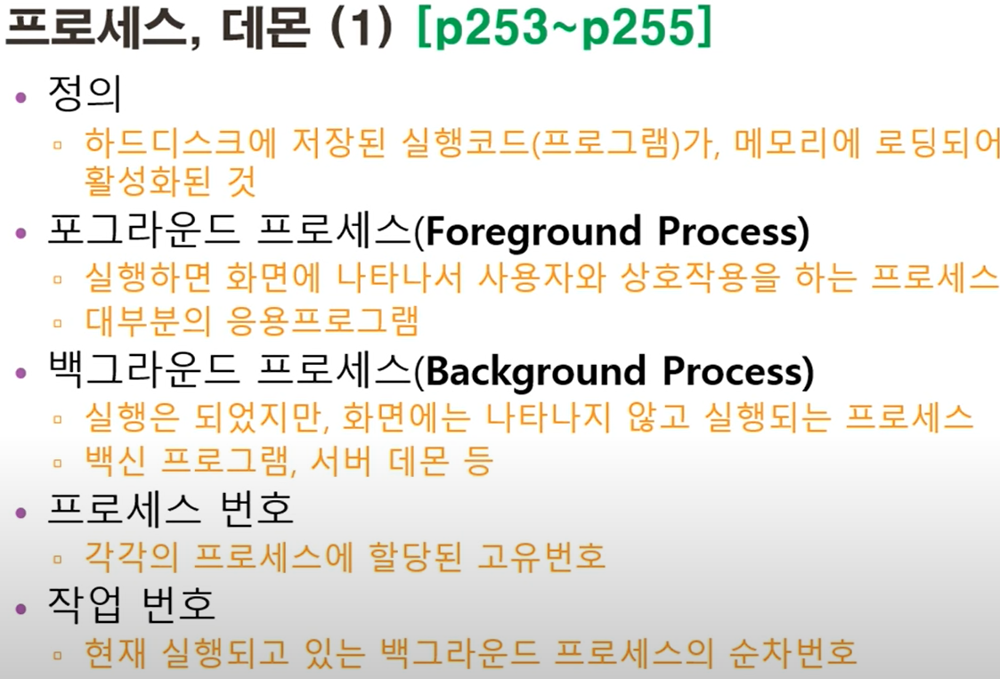 프로세스, 데몬 (1) [p253~p255]
• 정의
▫ 하드디스크에 저장된 실행코드(프로그램)가, 메모리에 로딩되어
활성화된 것
• 포그라운드 프로세스(Foreground Process)
▫ 실행하면 화면에 나타나서 사용자와 상호작용을 하는 프로세스
▫ 대부분의 응용프로그램
• 백그라운드 프로세스(Background Process)
▫ 실행은 되었지만, 화면에는 나타나지 않고 실행되는 프로세스
▫ 백신 프로그램, 서버 데몬 등
• 프로세스 번호
▫ 각각의 프로세스에 할당된 고유번호
• 작업 번호
▫ 현재 실행되고 있는 백그라운드 프로세스의 순차번호